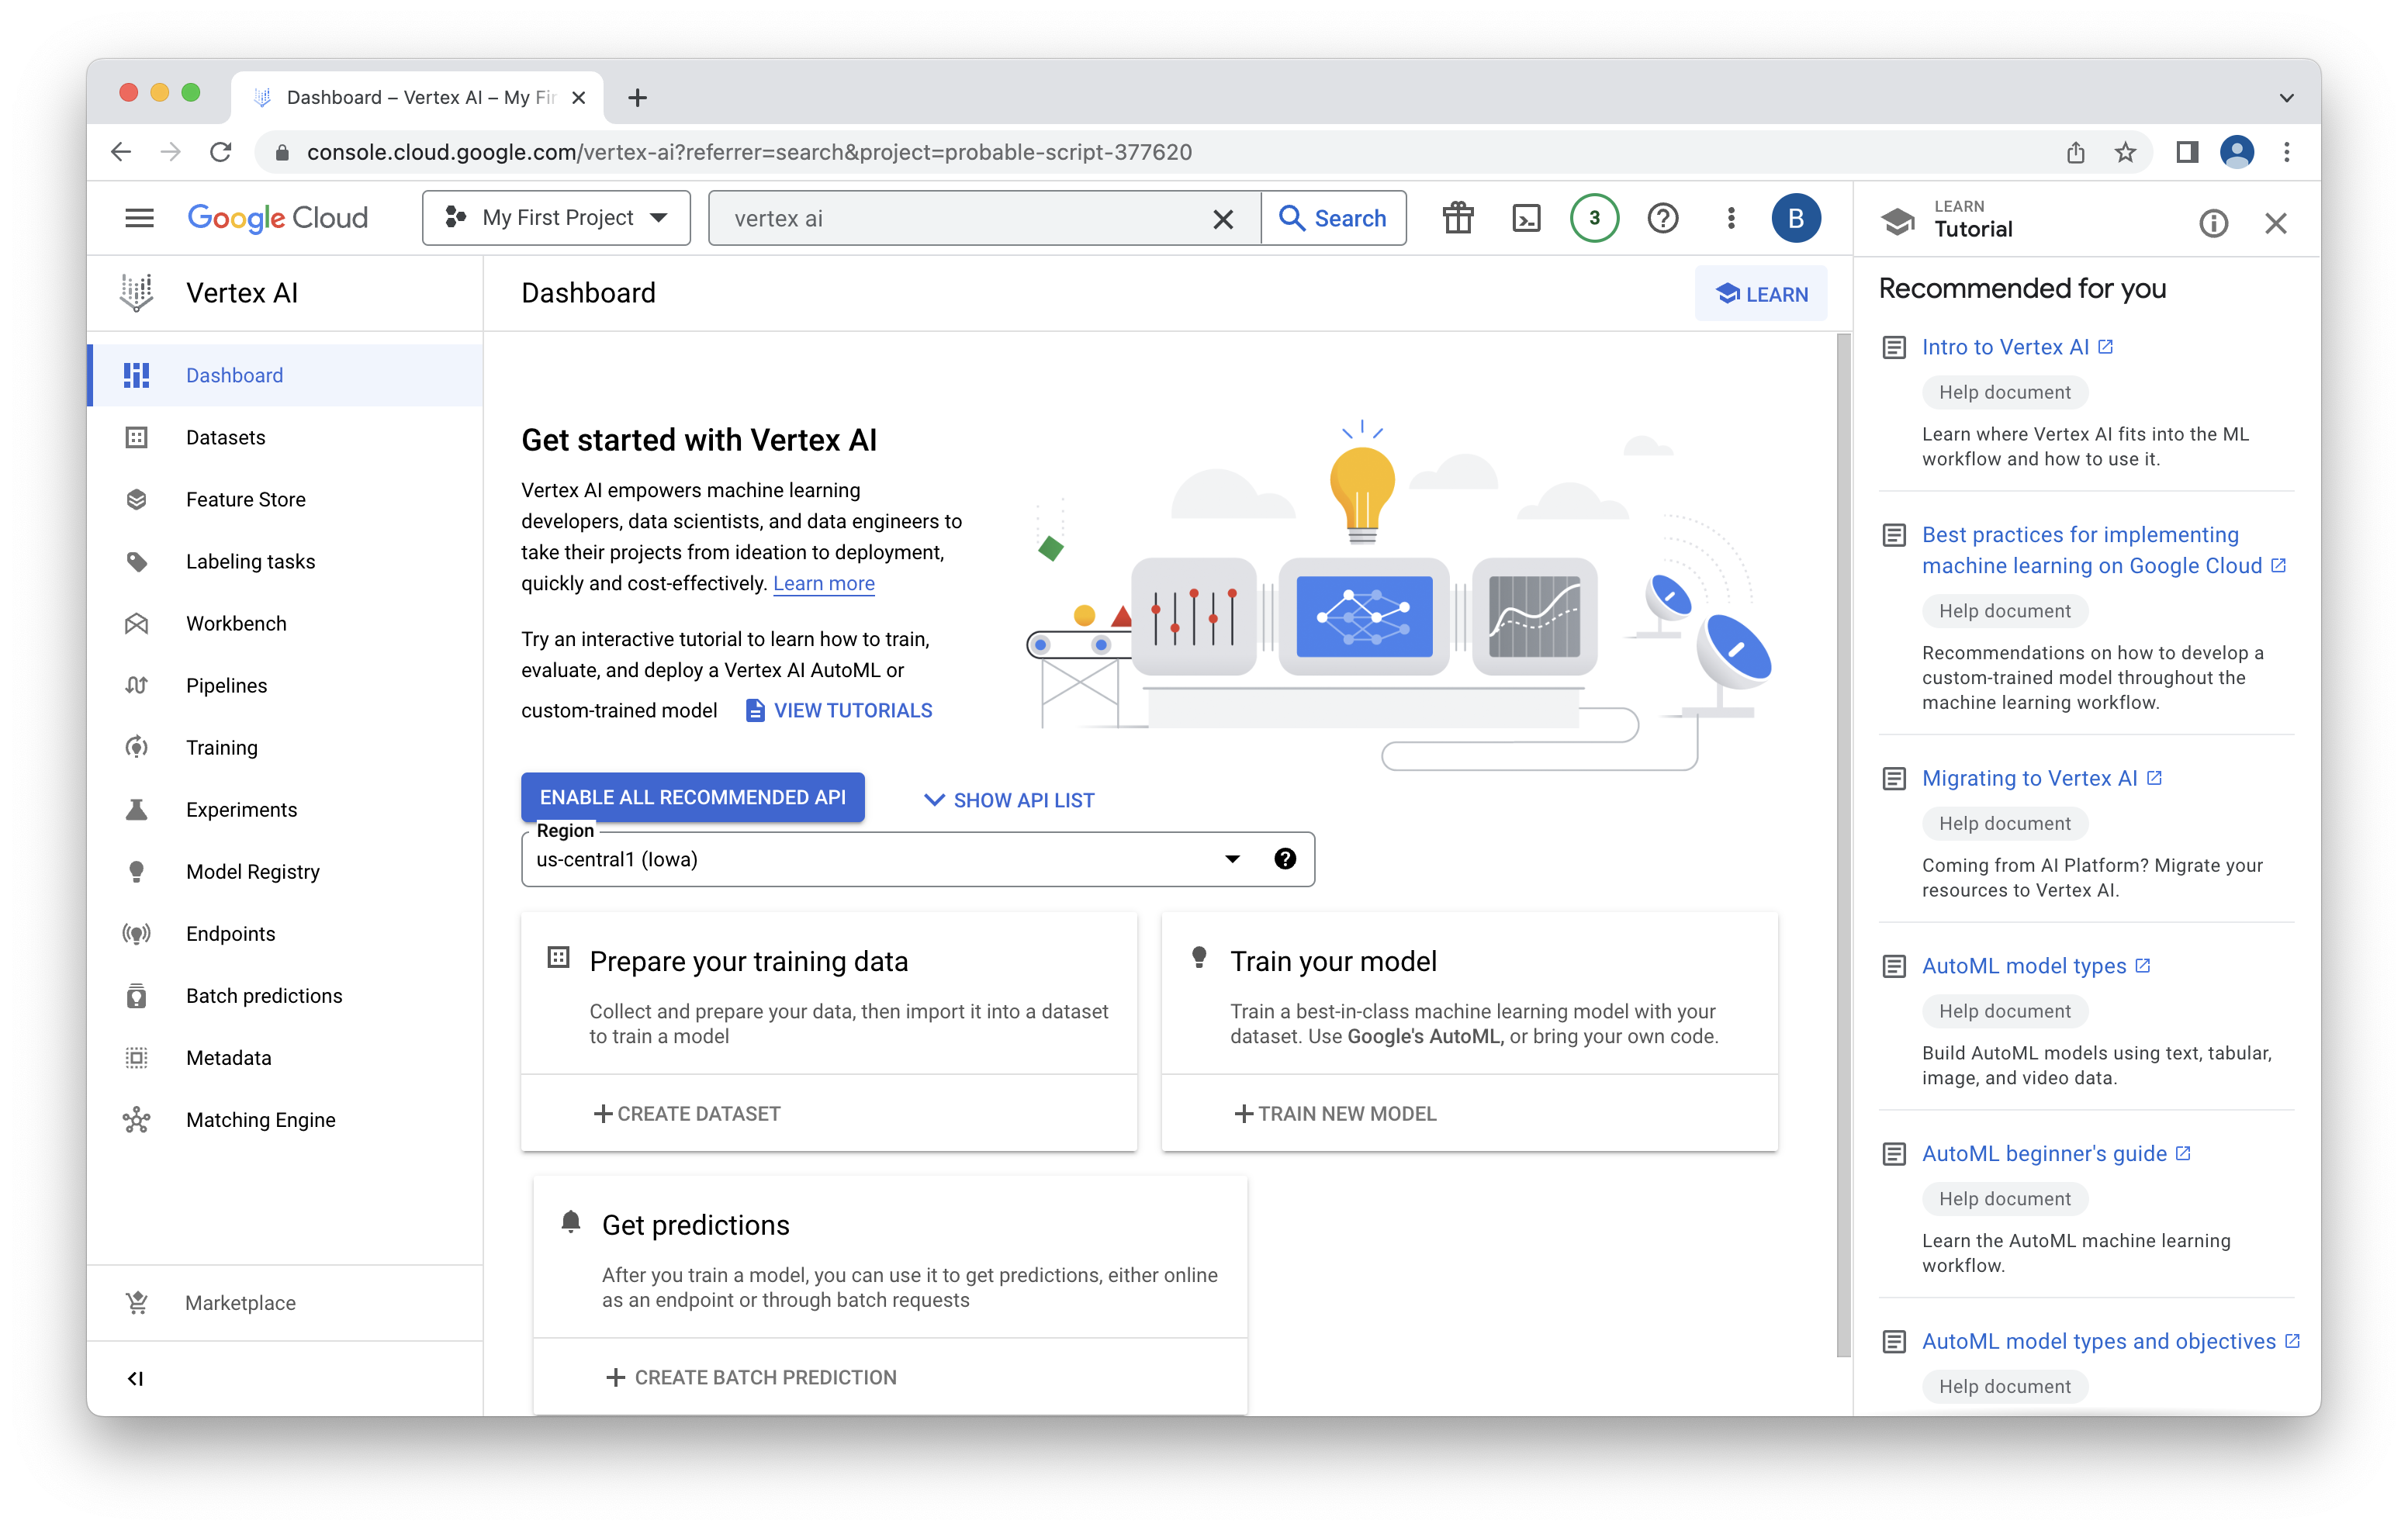 Dashboard – Vertex AI – My Fir
console.cloud.google.com/vertex-ai?referrer=search&project=probable-script-377620
Google Cloud
My First Project
vertex ai
Search
3
B
LEARN
Tutorial
Vertex AI
Dashboard
LEARN
Dashboard
Datasets
Feature Store
Labeling tasks
Workbench
Pipelines
Training
Experiments
Model Registry
Endpoints
Batch predictions
Metadata
Matching Engine
Marketplace
Get started with Vertex AI
Vertex AI empowers machine learning
developers, data scientists, and data engineers to
take their projects from ideation to deployment,
quickly and cost-effectively. Learn more
Try an interactive tutorial to learn how to train,
evaluate, and deploy a Vertex AI AutoML or
custom-trained model VIEW TUTORIALS
ENABLE ALL RECOMMENDED API
SHOW API LIST
Region
us-central1 (Iowa)
Prepare your training data
Collect and prepare your data, then import it into a dataset
to train a model
CREATE DATASET
Train your model
Train a best-in-class machine learning model with your
dataset. Use Google's AutoML, or bring your own code.
TRAIN NEW MODEL
Get predictions
After you train a model, you can use it to get predictions, either online
as an endpoint or through batch requests
CREATE BATCH PREDICTION
Recommended for you
Intro to Vertex AI
Help document
Learn where Vertex AI fits into the ML
workflow and how to use it.
Best practices for implementing
machine learning on Google Cloud
Help document
Recommendations on how to develop a
custom-trained model throughout the
machine learning workflow.
Migrating to Vertex AI
Help document
Coming from AI Platform? Migrate your
resources to Vertex AI.
AutoML model types
Help document
Build AutoML models using text, tabular,
image, and video data.
AutoML beginner's guide
Help document
Learn the AutoML machine learning
workflow.
AutoML model types and objectives
Help document